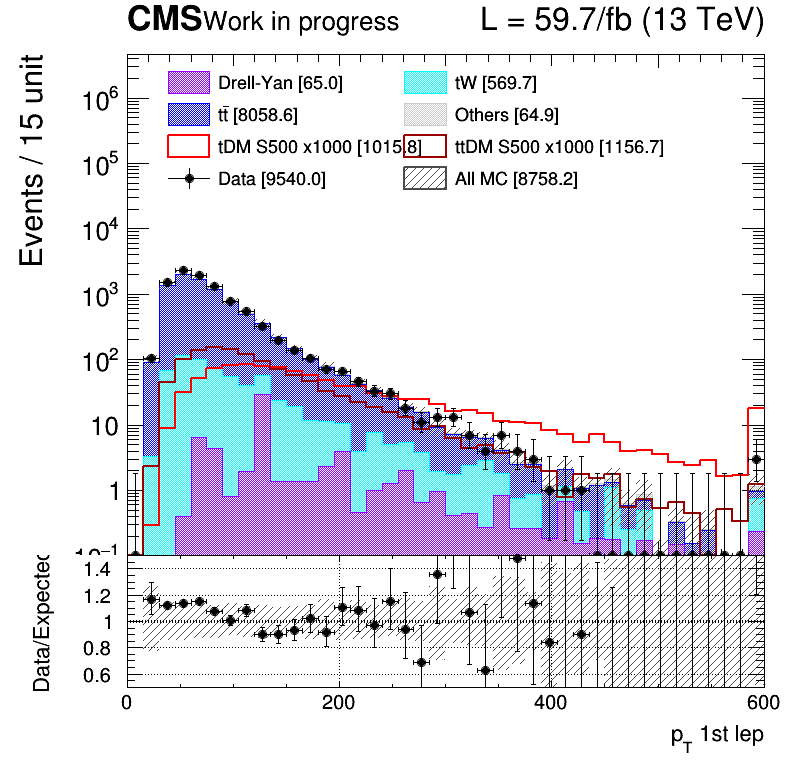 CMS Work in progress L = 59.7/fb (13 TeV)
Events / 15 unit
Drell-Yan [65.0] tW [569.7]
tt̄ [8058.6] Others [64.9]
tDM S500 x1000 [1015.8] ttDM S500 x1000 [1156.7]
Data [9540.0] All MC [8758.2]
10⁶
10⁵
10⁴
10³
10²
10
1
10⁻¹
Data/Expected
1.4
1.2
1
0.8
0.6
0 200 400 600
p_T 1st lep